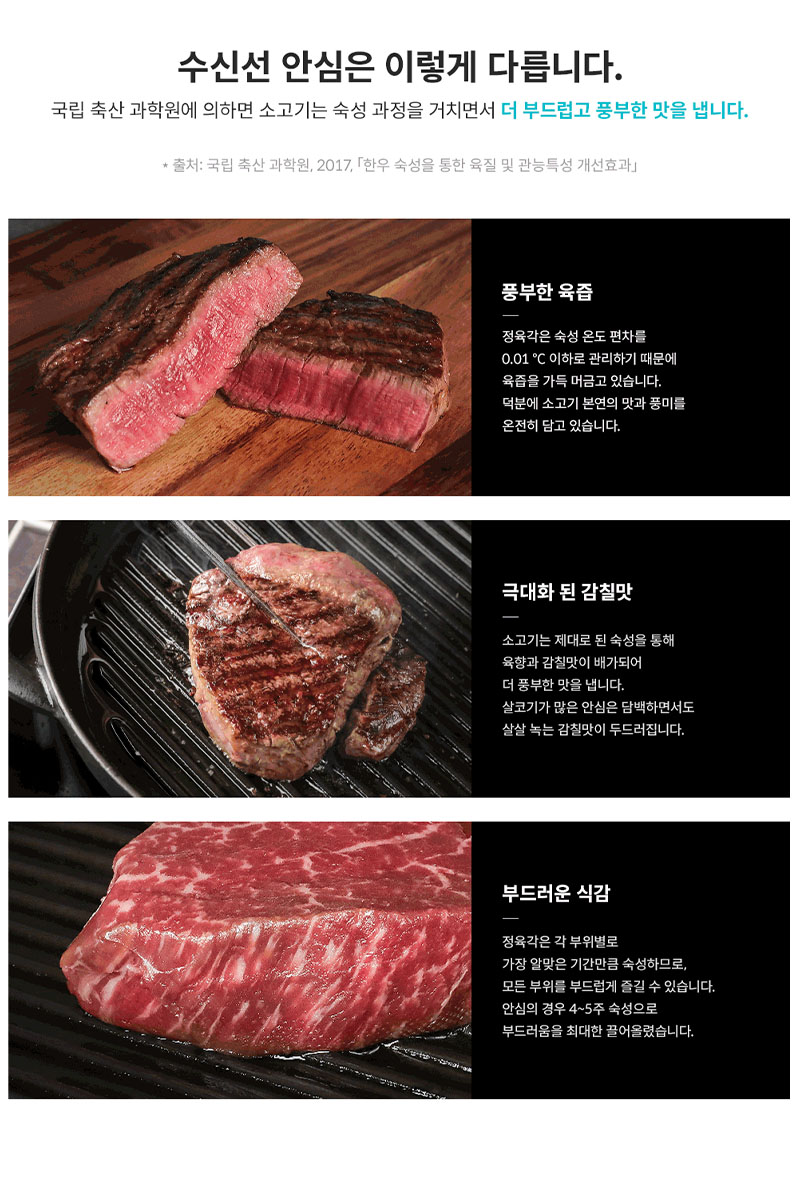 수신선 안심은 이렇게 다릅니다.
국립 축산 과학원에 의하면 소고기는 숙성 과정을 거치면서 더 부드럽고 풍부한 맛을 냅니다.
* 출처: 국립 축산 과학원, 2017, 「한우 숙성을 통한 육질 및 관능특성 개선효과」
풍부한 육즙
정육각은 숙성 온도 편차를
0.01 ℃ 이하로 관리하기 때문에
육즙을 가득 머금고 있습니다.
덕분에 소고기 본연의 맛과 풍미를
온전히 담고 있습니다.
극대화 된 감칠맛
소고기는 제대로 된 숙성을 통해
육향과 감칠맛이 배가되어
더 풍부한 맛을 냅니다.
살코기가 많은 안심은 담백하면서도
살살 녹는 감칠맛이 두드러집니다.
부드러운 식감
정육각은 각 부위별로
가장 알맞은 기간만큼 숙성하므로,
모든 부위를 부드럽게 즐길 수 있습니다.
안심의 경우 4~5주 숙성으로
부드러움을 최대한 끌어올렸습니다.